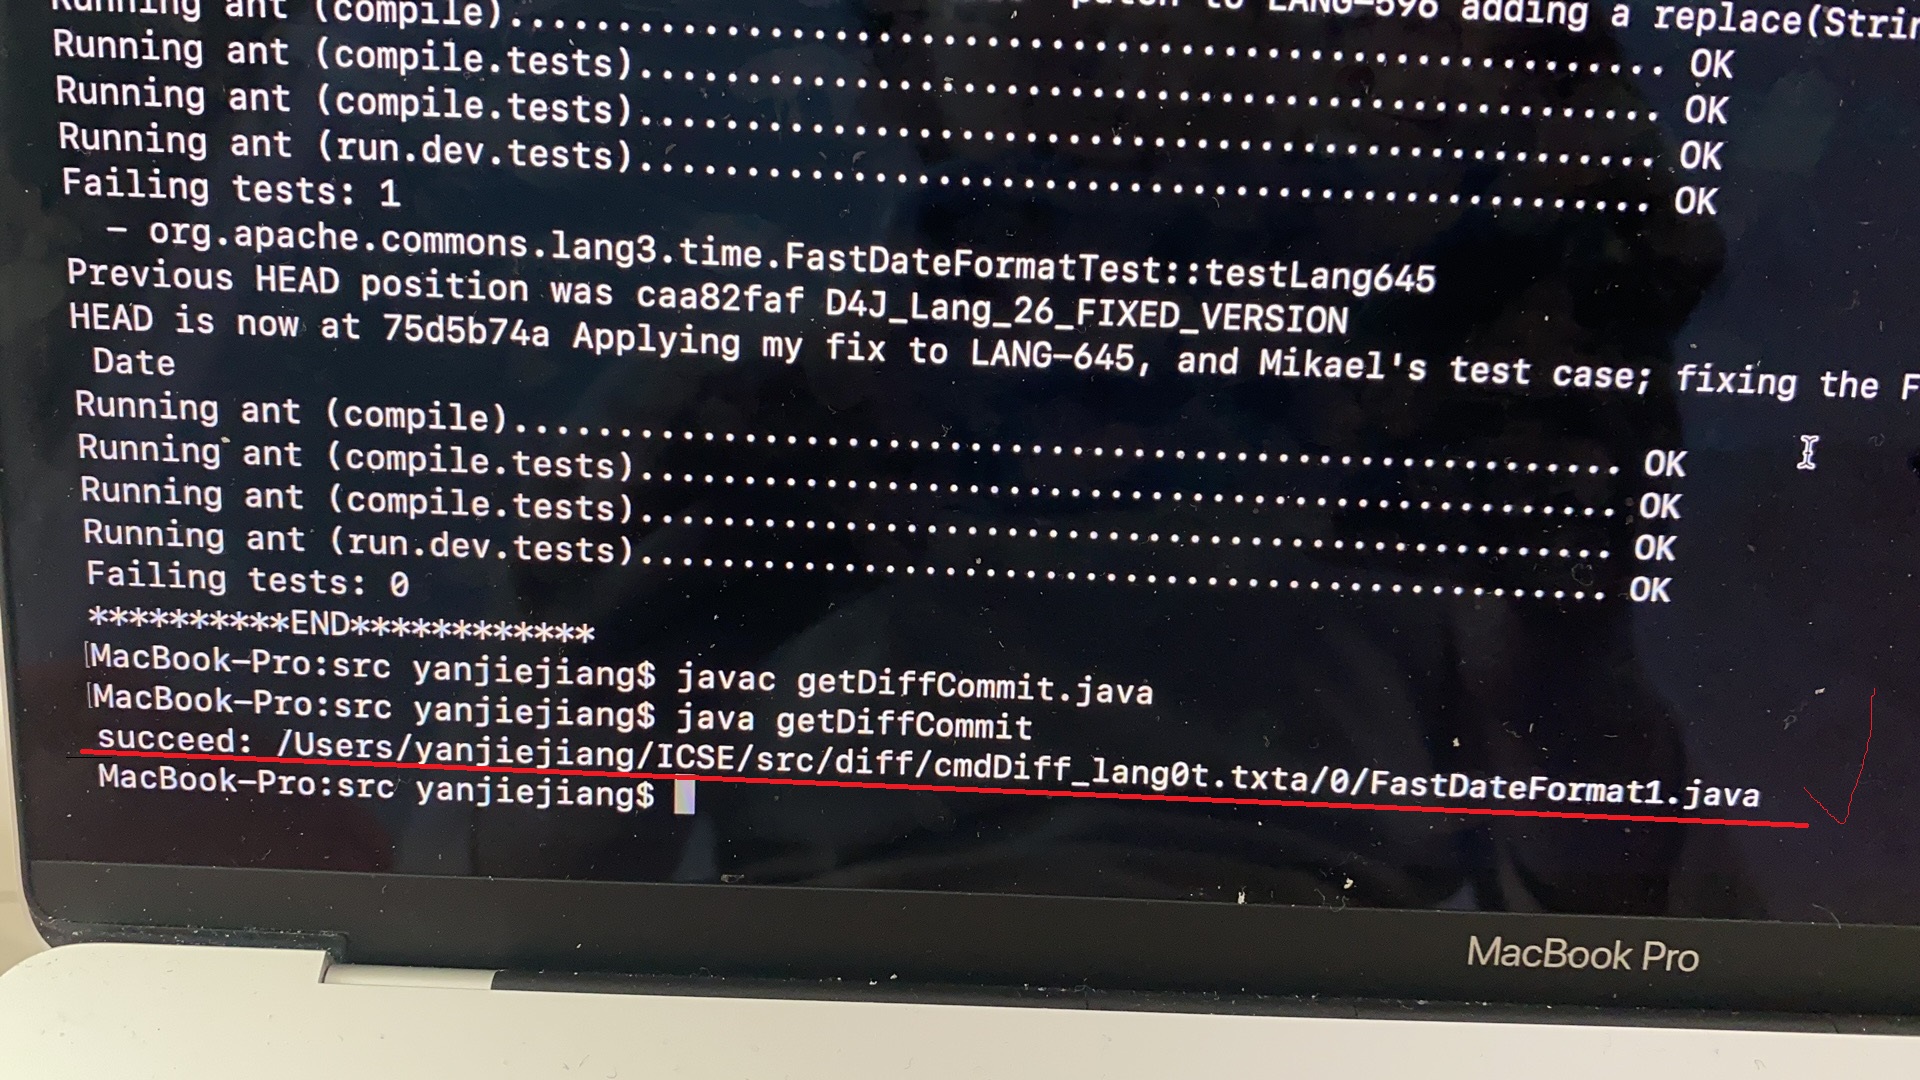 Running ant (compile)........................................................ OK
patch to LANG-596 adding a replace(Strin
Running ant (compile.tests)................................................ OK
Running ant (compile.tests)................................................ OK
Running ant (run.dev.tests)................................................ OK
Failing tests: 1
– org.apache.commons.lang3.time.FastDateFormatTest::testLang645
Previous HEAD position was caa82faf D4J_Lang_26_FIXED_VERSION
HEAD is now at 75d5b74a Applying my fix to LANG-645, and Mikael's test case; fixing the F
Date
Running ant (compile)...................................................... OK
Running ant (compile.tests)................................................ OK
Running ant (compile.tests)................................................ OK
Running ant (run.dev.tests)................................................ OK
Failing tests: 0
**********END************
[MacBook-Pro:src yanjiejiang$ javac getDiffCommit.java
[MacBook-Pro:src yanjiejiang$ java getDiffCommit
succeed: /Users/yanjiejiang/ICSE/src/diff/cmdDiff_lang0t.txta/0/FastDateFormat1.java
MacBook-Pro:src yanjiejiang$
MacBook Pro